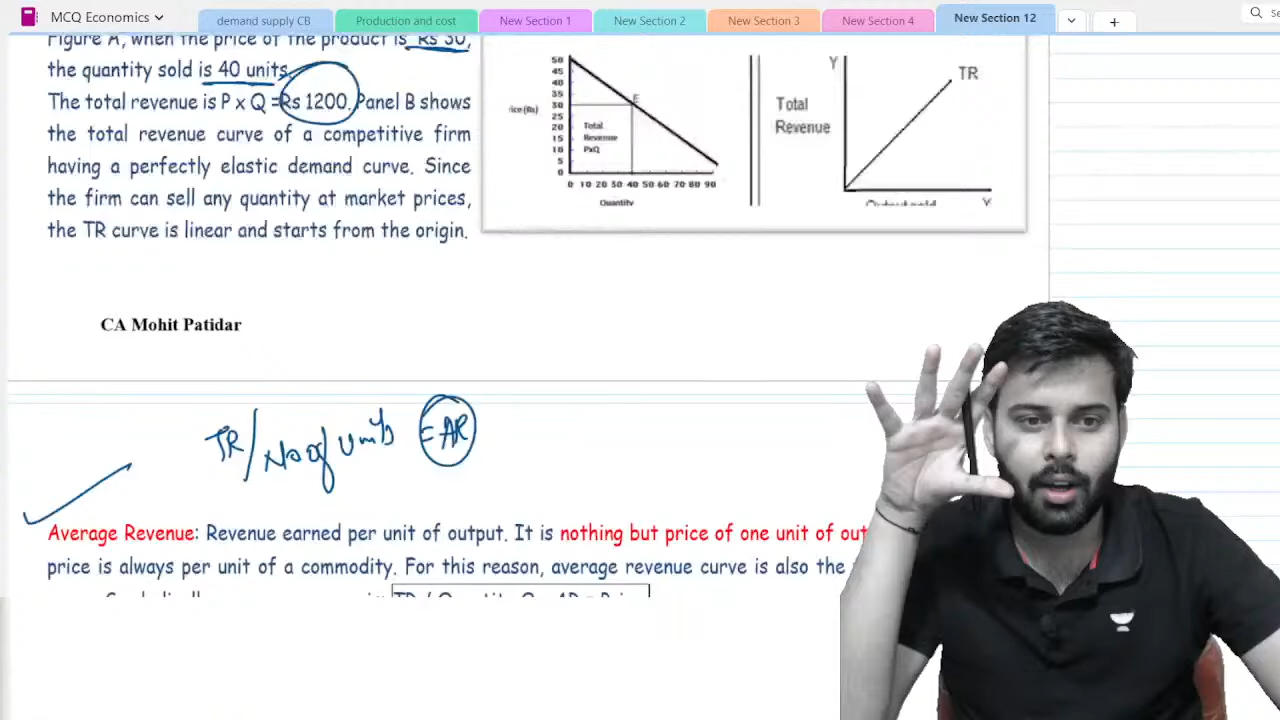 MCQ Economics
demand supply CB
Production and cost
New Section 1
New Section 2
New Section 3
New Section 4
New Section 12
+
Figure A, when the price of the product is Rs 30,
the quantity sold is 40 units.
The total revenue is P x Q =Rs 1200. Panel B shows
the total revenue curve of a competitive firm
having a perfectly elastic demand curve. Since
the firm can sell any quantity at market prices,
the TR curve is linear and starts from the origin.
50
45
40
35
30
25
20
15
10
5
0
rice (Rs)
E
Total
Revenue
PxQ
0 10 20 30 40 50 60 70 80 90
Quantity
Y
TR
Total
Revenue
Output sold
CA Mohit Patidar
TR/No of Units = AR
Average Revenue: Revenue earned per unit of output. It is nothing but price of one unit of out
price is always per unit of a commodity. For this reason, average revenue curve is also the
TR / Quantity